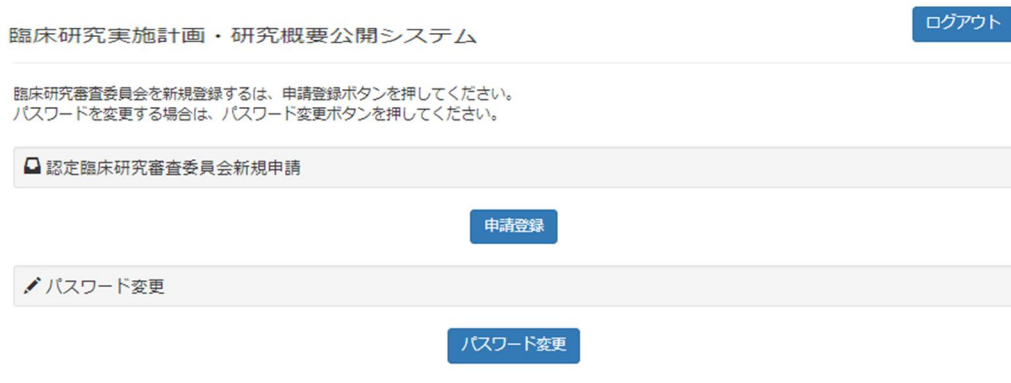 臨床研究実施計画・研究概要公開システム
ログアウト
臨床研究審査委員会を新規登録するは、申請登録ボタンを押してください。
パスワードを変更する場合は、パスワード変更ボタンを押してください。
認定臨床研究審査委員会新規申請
申請登録
パスワード変更
パスワード変更